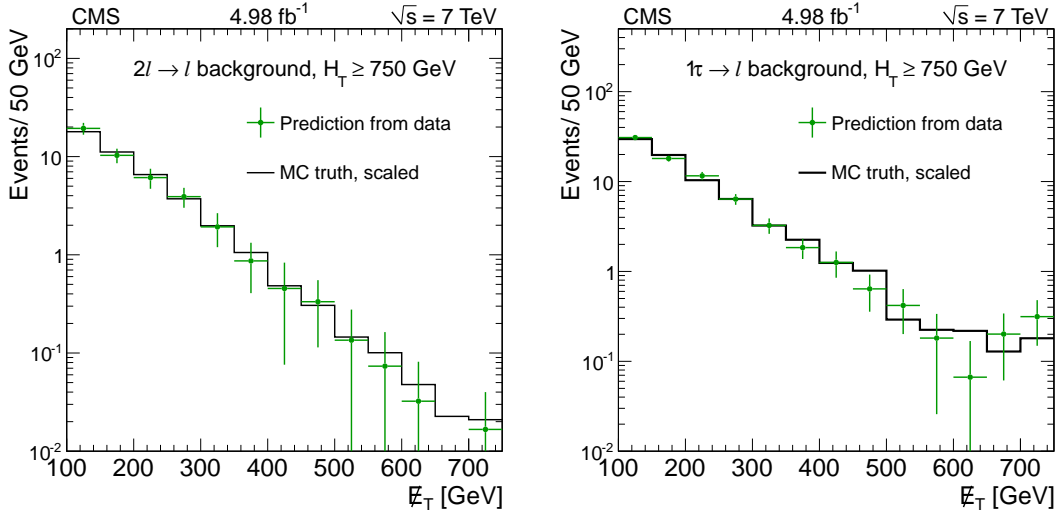 CMS 4.98 fb⁻¹ √s = 7 TeV
2l → l background, H_T ≥ 750 GeV
Prediction from data
MC truth, scaled
Events/ 50 GeV
10²
10
1
10⁻¹
10⁻²
100 200 300 400 500 600 700
E̸_T [GeV]
CMS 4.98 fb⁻¹ √s = 7 TeV
1τ → l background, H_T ≥ 750 GeV
Prediction from data
MC truth, scaled
Events/ 50 GeV
10²
10
1
10⁻¹
10⁻²
100 200 300 400 500 600 700
E̸_T [GeV]